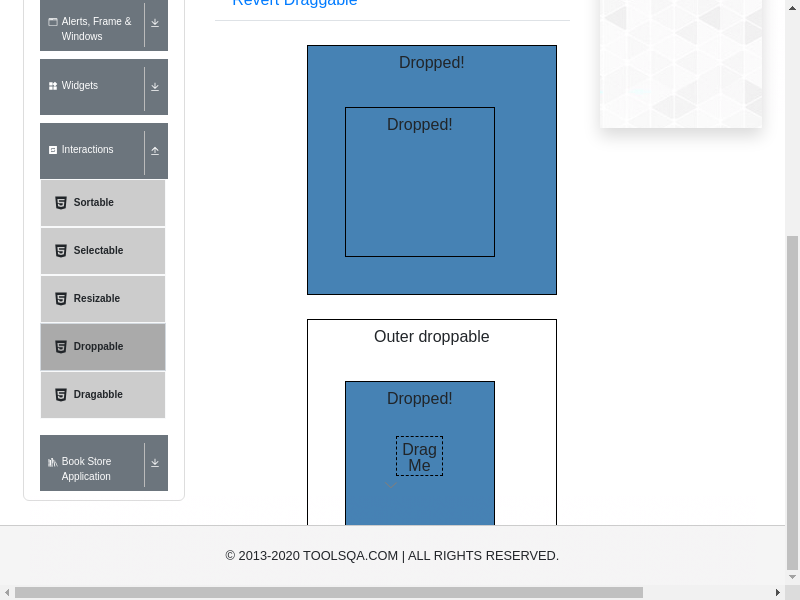 Revert Draggable
Alerts, Frame &
Windows
Widgets
Interactions
Sortable
Selectable
Resizable
Droppable
Dragabble
Book Store
Application
Dropped!
Dropped!
Outer droppable
Dropped!
Drag
Me
© 2013-2020 TOOLSQA.COM | ALL RIGHTS RESERVED.